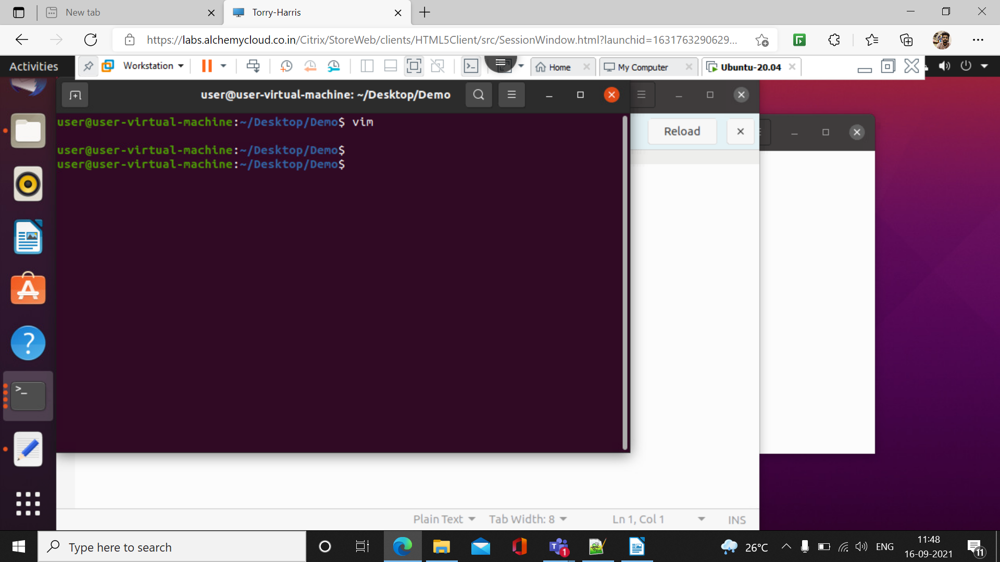 New tab
Torry-Harris
https://labs.alchemycloud.co.in/Citrix/StoreWeb/clients/HTML5Client/src/SessionWindow.html?launchid=1631763290629...
Activities
Workstation
Home
My Computer
Ubuntu-20.04
user@user-virtual-machine: ~/Desktop/Demo
user@user-virtual-machine:~/Desktop/Demo$ vim
user@user-virtual-machine:~/Desktop/Demo$
user@user-virtual-machine:~/Desktop/Demo$
Reload
Plain Text
Tab Width: 8
Ln 1, Col 1
INS
Type here to search
1
26°C
ENG
11:48
16-09-2021
11